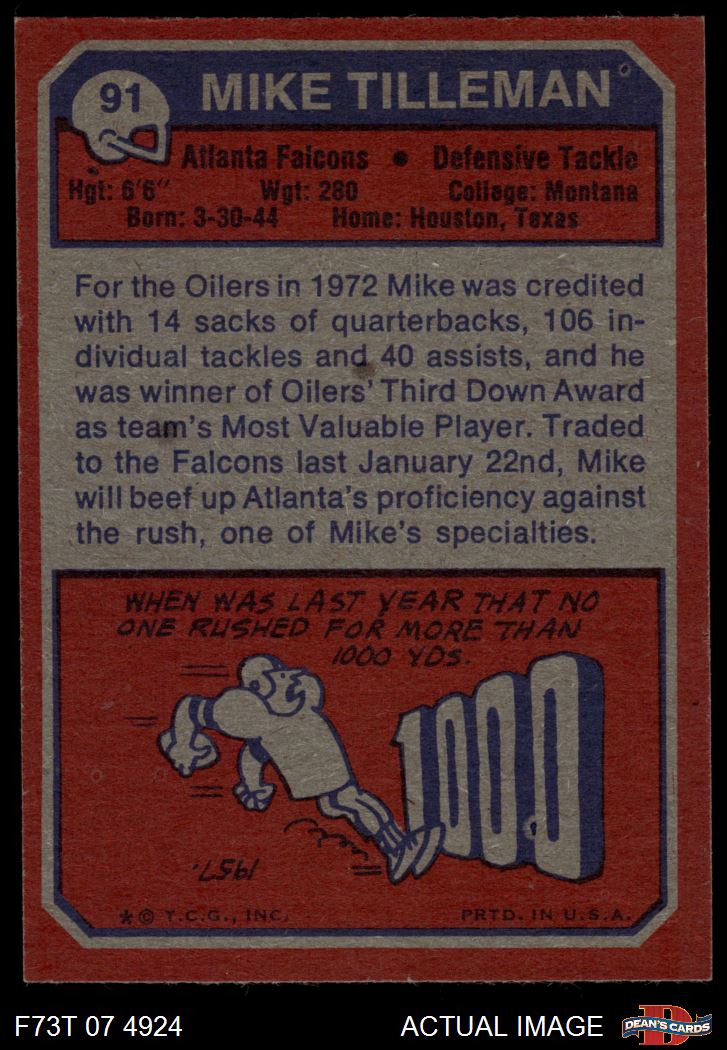 91
MIKE TILLEMAN
Atlanta Falcons • Defensive Tackle
Hgt: 6'6" Wgt: 280 College: Montana
Born: 3-30-44 Home: Houston, Texas
For the Oilers in 1972 Mike was credited
with 14 sacks of quarterbacks, 106 in-
dividual tackles and 40 assists, and he
was winner of Oilers' Third Down Award
as team's Most Valuable Player. Traded
to the Falcons last January 22nd, Mike
will beef up Atlanta's proficiency against
the rush, one of Mike's specialties.
WHEN WAS LAST YEAR THAT NO
ONE RUSHED FOR MORE THAN
1000 YDS.
1000
1957.
* © T.C.G., INC. PRTD. IN U.S.A.
F73T 07 4924 ACTUAL IMAGE
D
DEAN'S CARDS